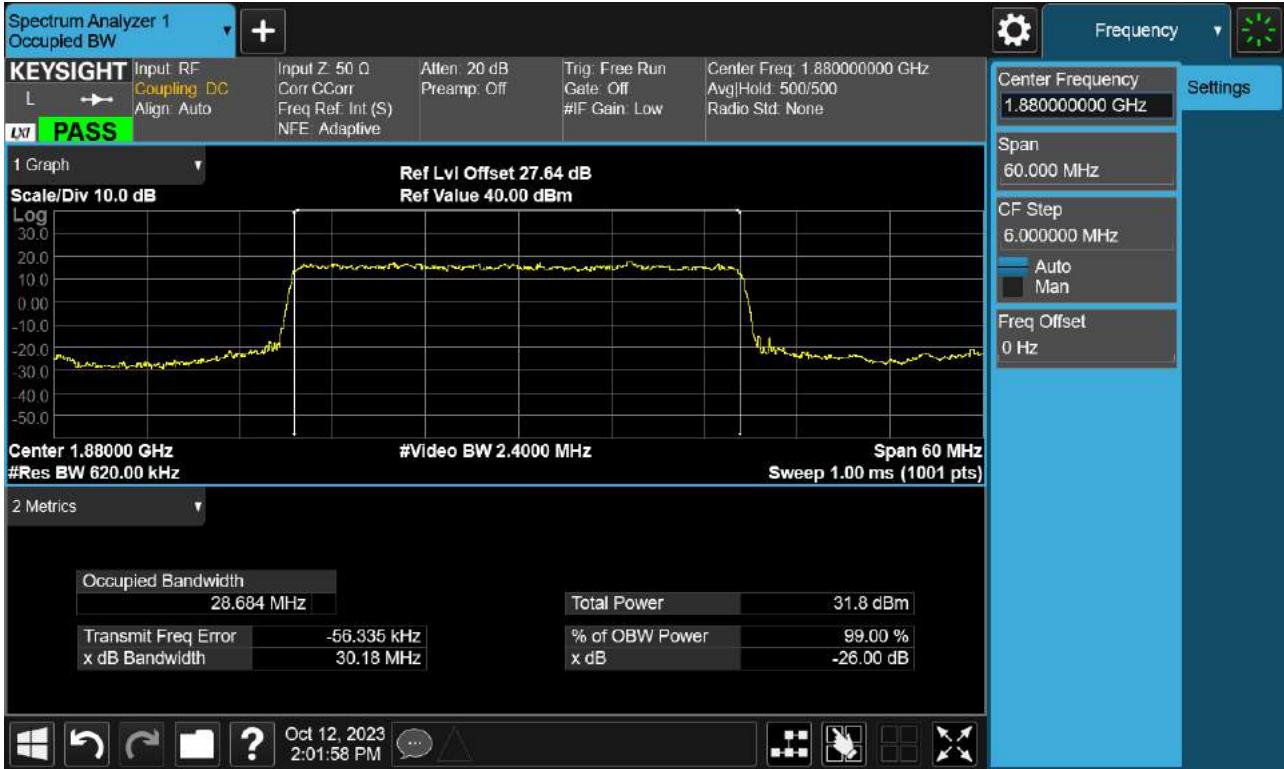 Spectrum Analyzer 1
Occupied BW
Frequency
KEYSIGHT
L
LXI
PASS
Input: RF
Coupling: DC
Align: Auto
Input Z: 50 Ω
Corr CCorr
Freq Ref: Int (S)
NFE: Adaptive
Atten: 20 dB
Preamp: Off
Trig: Free Run
Gate: Off
#IF Gain: Low
Center Freq: 1.880000000 GHz
Avg|Hold: 500/500
Radio Std: None
1 Graph
Scale/Div 10.0 dB
Ref Lvl Offset 27.64 dB
Ref Value 40.00 dBm
Log
30.0
20.0
10.0
0.00
-10.0
-20.0
-30.0
-40.0
-50.0
Center 1.88000 GHz
#Video BW 2.4000 MHz
Span 60 MHz
#Res BW 620.00 kHz
Sweep 1.00 ms (1001 pts)
2 Metrics
Occupied Bandwidth
28.684 MHz
Total Power 31.8 dBm
Transmit Freq Error -56.335 kHz
% of OBW Power 99.00 %
x dB Bandwidth 30.18 MHz
x dB -26.00 dB
Center Frequency
1.880000000 GHz
Settings
Span
60.000 MHz
CF Step
6.000000 MHz
Auto
Man
Freq Offset
0 Hz
?
Oct 12, 2023
2:01:58 PM